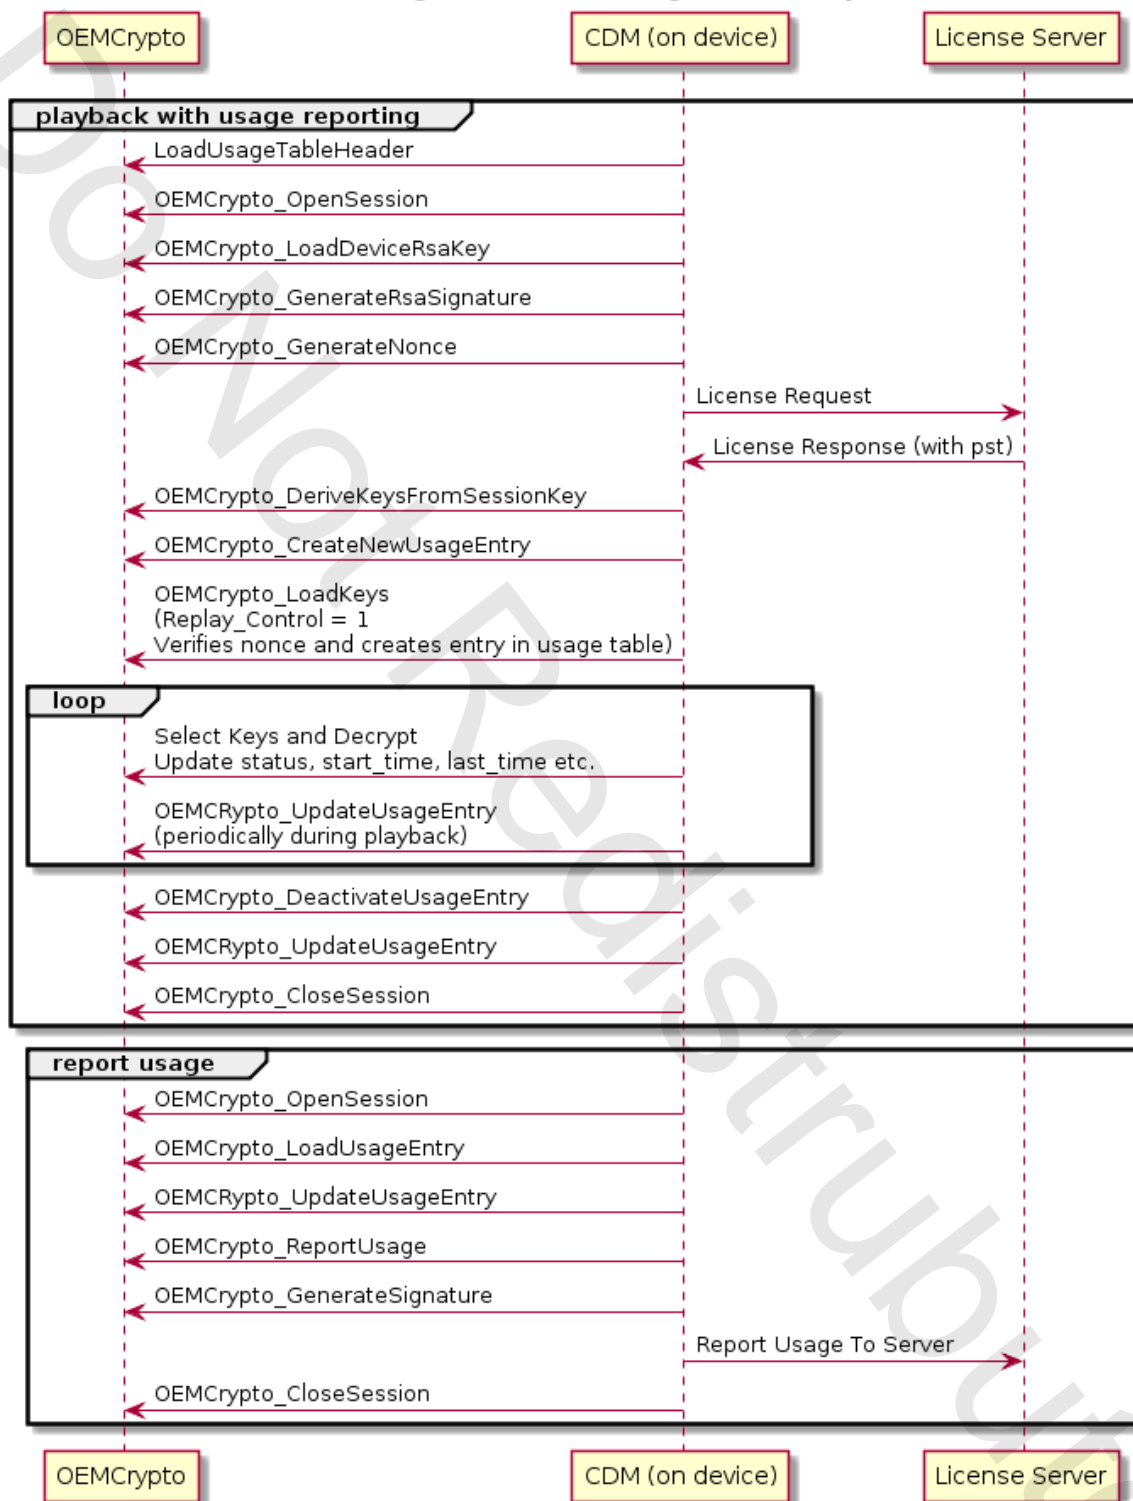 OEMCrypto
CDM (on device)
License Server
playback with usage reporting
LoadUsageTableHeader
OEMCrypto_OpenSession
OEMCrypto_LoadDeviceRsaKey
OEMCrypto_GenerateRsaSignature
OEMCrypto_GenerateNonce
License Request
License Response (with pst)
OEMCrypto_DeriveKeysFromSessionKey
OEMCrypto_CreateNewUsageEntry
OEMCrypto_LoadKeys
(Replay_Control = 1
Verifies nonce and creates entry in usage table)
loop
Select Keys and Decrypt
Update status, start_time, last_time etc.
OEMCRypto_UpdateUsageEntry
(periodically during playback)
OEMCrypto_DeactivateUsageEntry
OEMCRypto_UpdateUsageEntry
OEMCrypto_CloseSession
report usage
OEMCrypto_OpenSession
OEMCrypto_LoadUsageEntry
OEMCRypto_UpdateUsageEntry
OEMCrypto_ReportUsage
OEMCrypto_GenerateSignature
Report Usage To Server
OEMCrypto_CloseSession
OEMCrypto
CDM (on device)
License Server
Do Not Redistribute